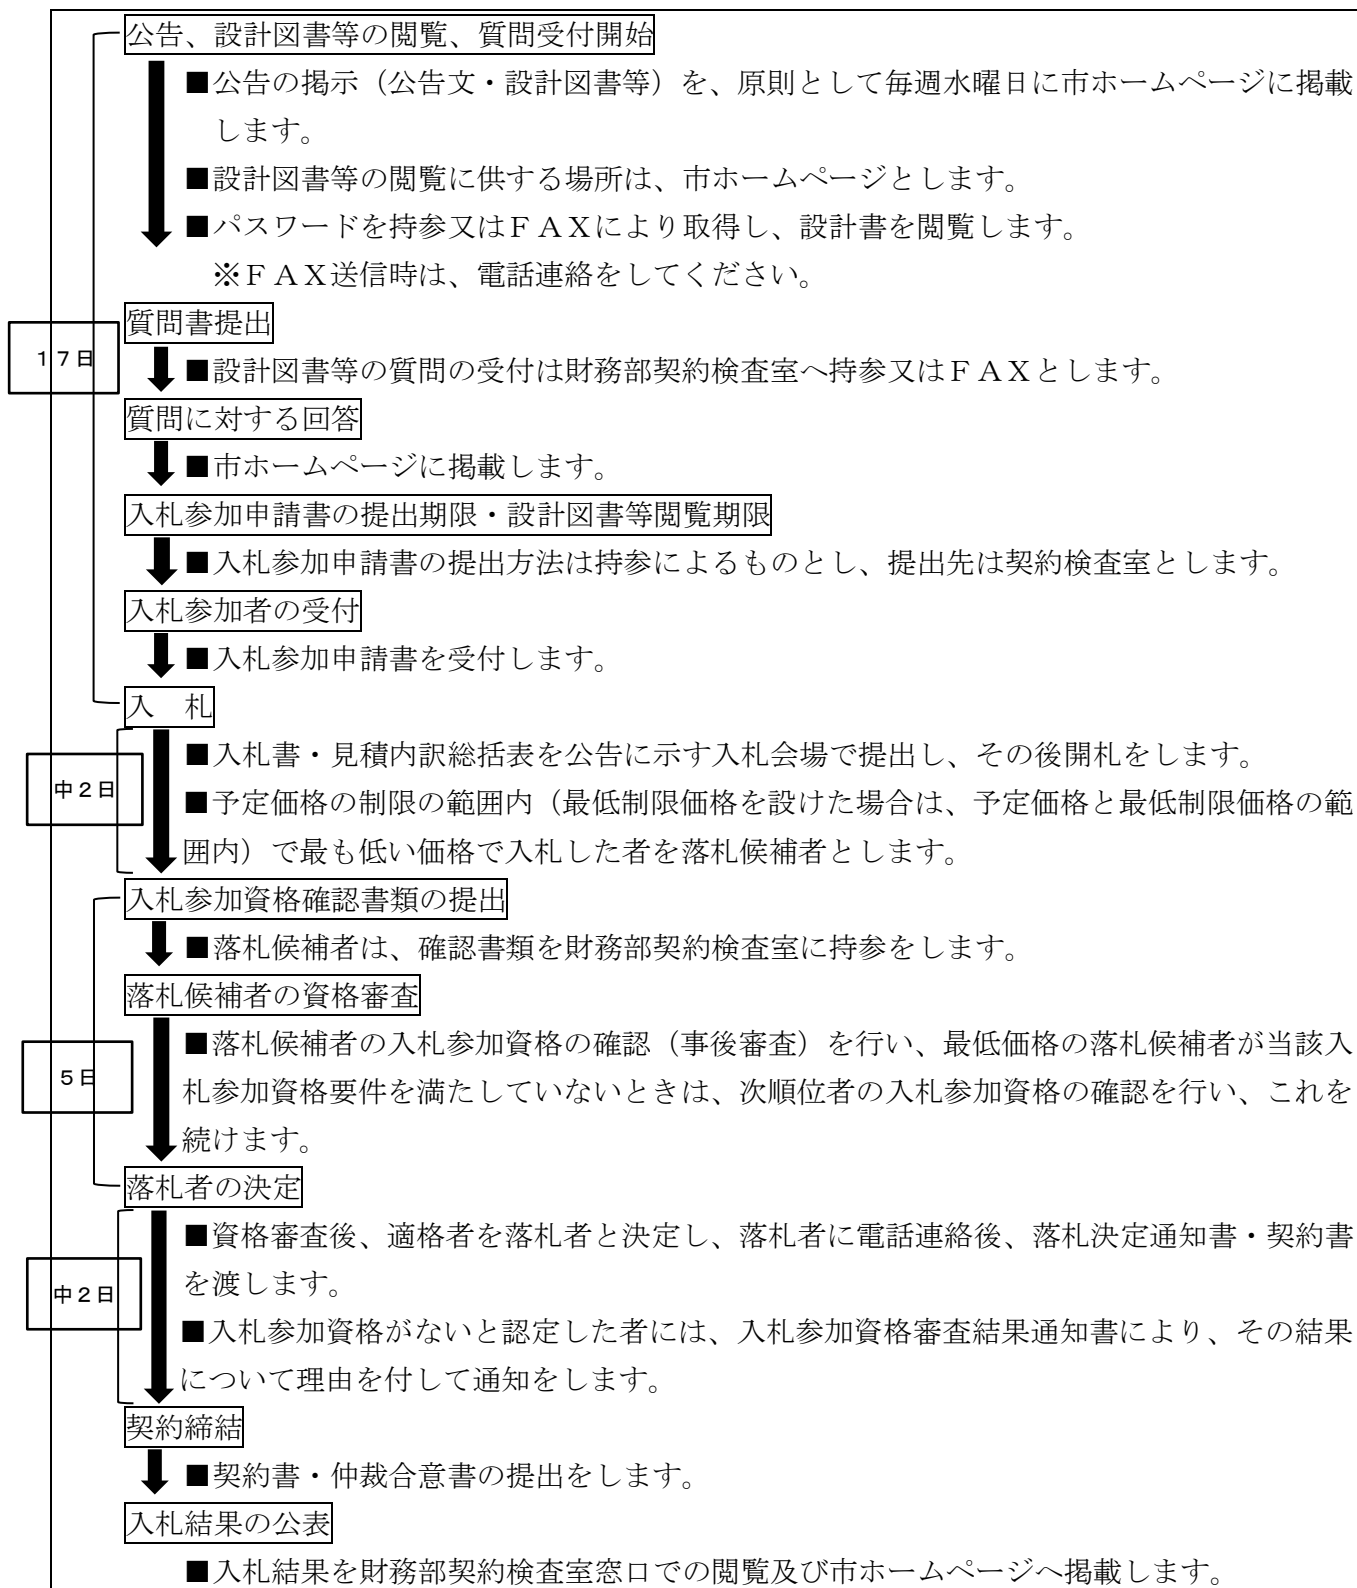 公告、設計図書等の閲覧、質問受付開始
■公告の掲示（公告文・設計図書等）を、原則として毎週水曜日に市ホームページに掲載
します。
■設計図書等の閲覧に供する場所は、市ホームページとします。
■パスワードを持参又はＦＡＸにより取得し、設計書を閲覧します。
※ＦＡＸ送信時は、電話連絡をしてください。
質問書提出
１７日
■設計図書等の質問の受付は財務部契約検査室へ持参又はＦＡＸとします。
質問に対する回答
■市ホームページに掲載します。
入札参加申請書の提出期限・設計図書等閲覧期限
■入札参加申請書の提出方法は持参によるものとし、提出先は契約検査室とします。
入札参加者の受付
■入札参加申請書を受付します。
入　札
■入札書・見積内訳総括表を公告に示す入札会場で提出し、その後開札をします。
中２日
■予定価格の制限の範囲内（最低制限価格を設けた場合は、予定価格と最低制限価格の範
囲内）で最も低い価格で入札した者を落札候補者とします。
入札参加資格確認書類の提出
■落札候補者は、確認書類を財務部契約検査室に持参をします。
落札候補者の資格審査
■落札候補者の入札参加資格の確認（事後審査）を行い、最低価格の落札候補者が当該入
５日
札参加資格要件を満たしていないときは、次順位者の入札参加資格の確認を行い、これを
続けます。
落札者の決定
■資格審査後、適格者を落札者と決定し、落札者に電話連絡後、落札決定通知書・契約書
を渡します。
中２日
■入札参加資格がないと認定した者には、入札参加資格審査結果通知書により、その結果
について理由を付して通知をします。
契約締結
■契約書・仲裁合意書の提出をします。
入札結果の公表
■入札結果を財務部契約検査室窓口での閲覧及び市ホームページへ掲載します。